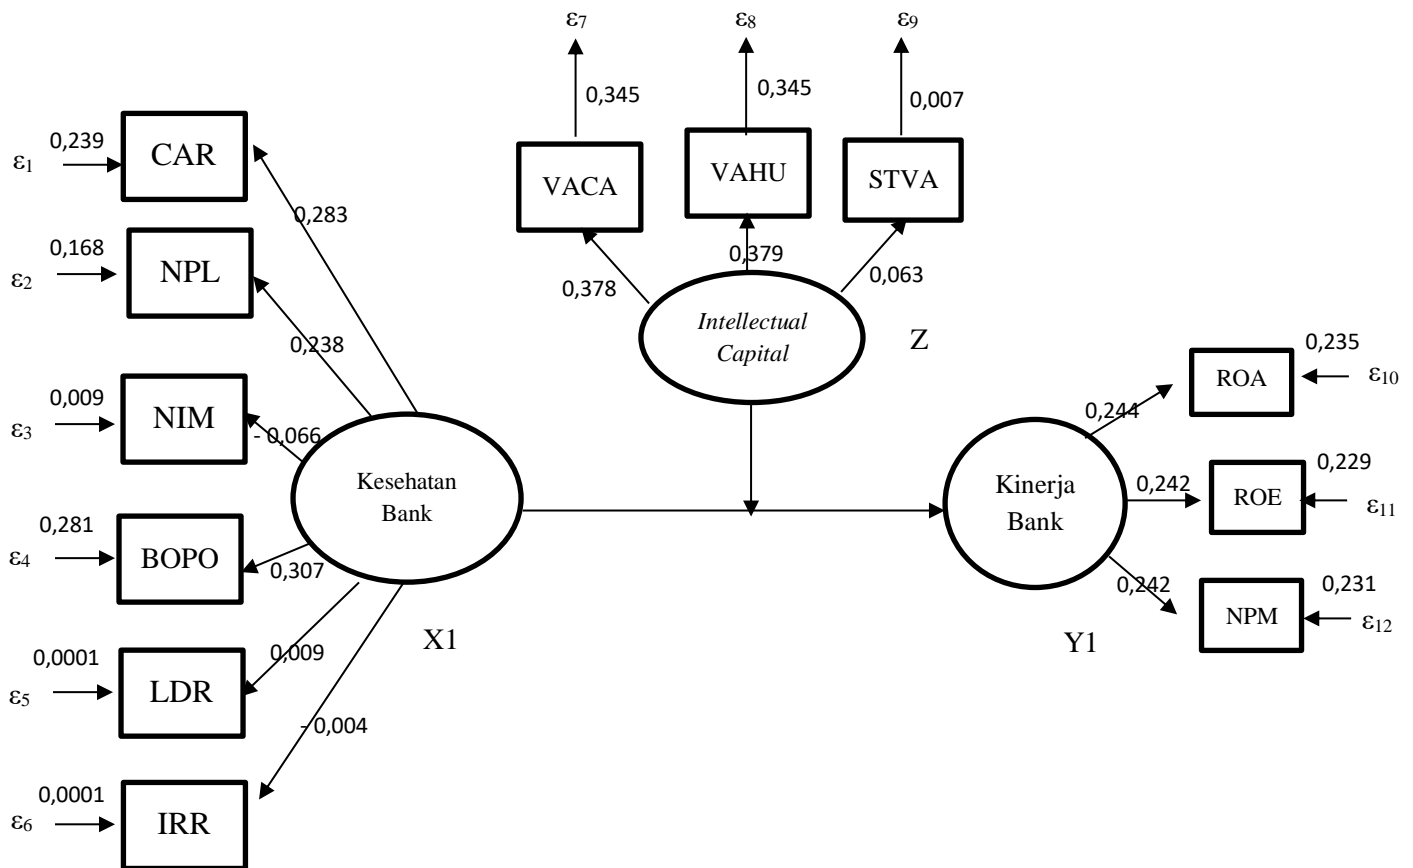 ε7
ε8
ε9
0,345
0,345
0,007
VACA
VAHU
STVA
0,378
0,379
0,063
Intellectual
Capital
Z
0,239
ε1
CAR
0,283
0,168
ε2
NPL
0,238
0,009
ε3
NIM
- 0,066
0,281
ε4
BOPO
0,307
0,0001
ε5
LDR
0,009
0,0001
ε6
IRR
- 0,004
Kesehatan
Bank
X1
Kinerja
Bank
Y1
0,244
ROA
0,235
ε10
0,242
ROE
0,229
ε11
0,242
NPM
0,231
ε12